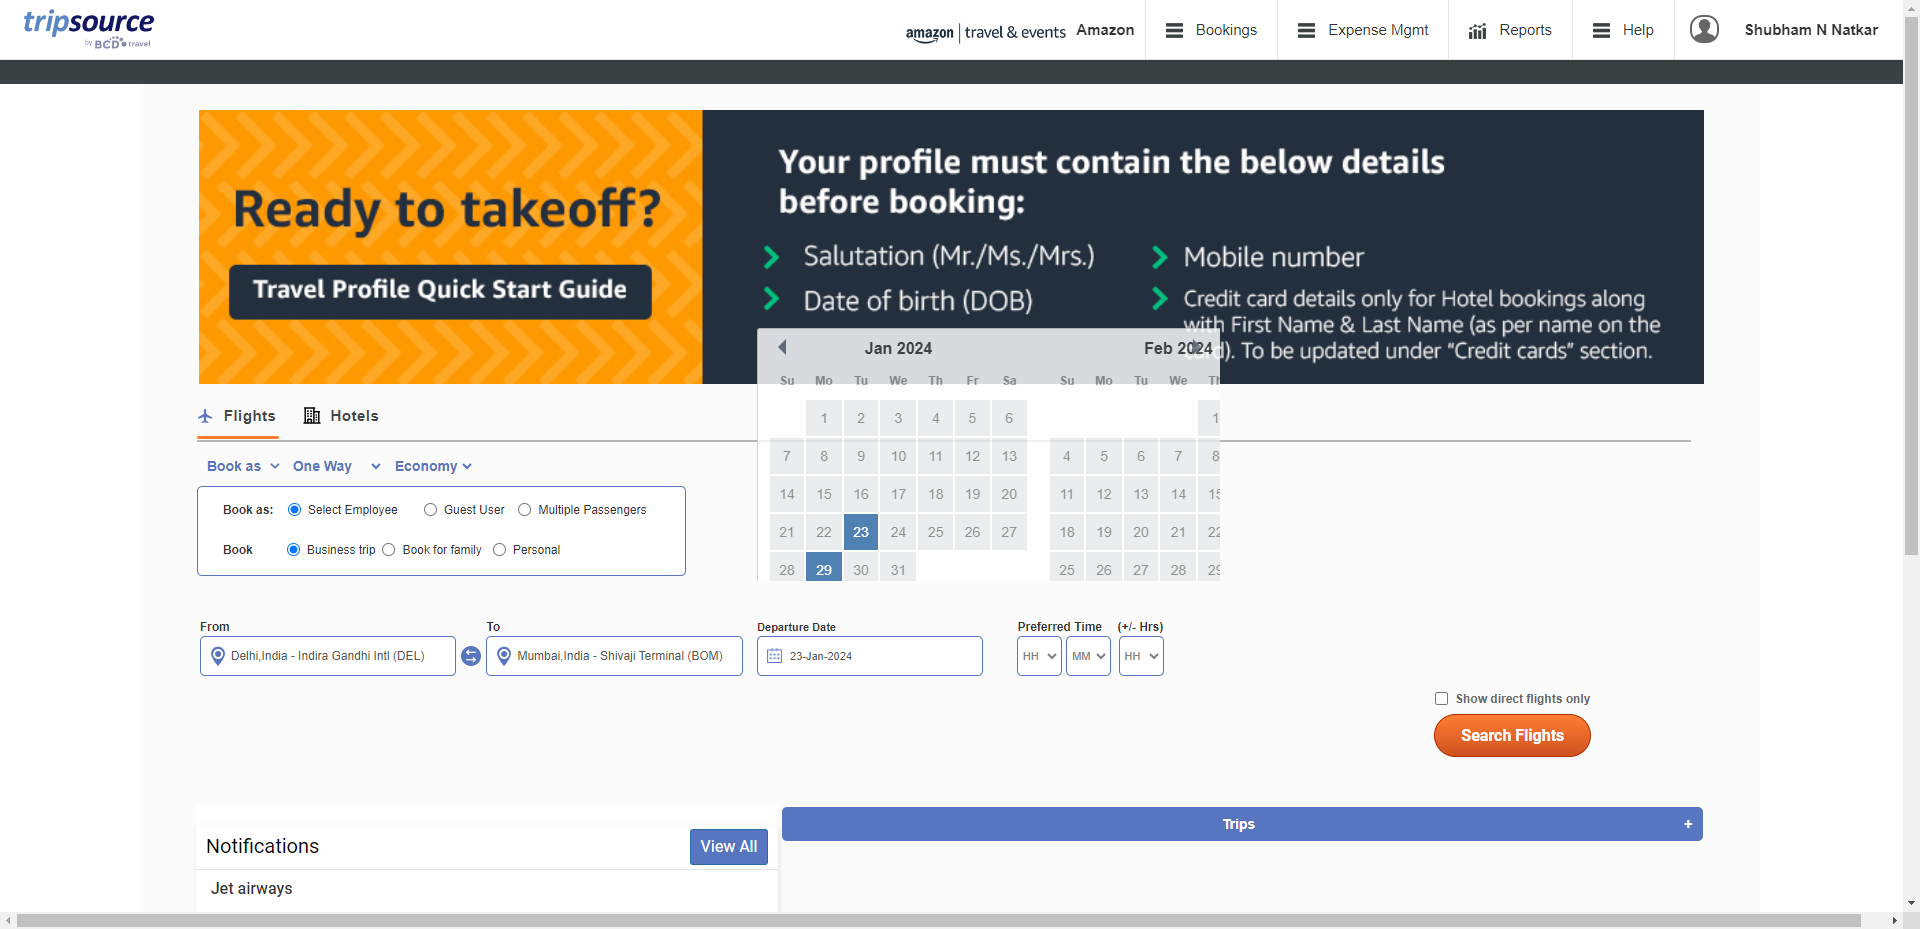 tripsource
by BCD travel
amazon | travel & events Amazon
Bookings
Expense Mgmt
Reports
Help
Shubham N Natkar
Ready to takeoff?
Travel Profile Quick Start Guide
Your profile must contain the below details
before booking:
Salutation (Mr./Ms./Mrs.)
Date of birth (DOB)
Mobile number
Credit card details only for Hotel bookings along
with First Name & Last Name (as per name on the
card). To be updated under “Credit cards” section.
Flights Hotels
Book as One Way Economy
Book as: Select Employee Guest User Multiple Passengers
Book Business trip Book for family Personal
Jan 2024
Su Mo Tu We Th Fr Sa
1 2 3 4 5 6
7 8 9 10 11 12 13
14 15 16 17 18 19 20
21 22 23 24 25 26 27
28 29 30 31
Feb 2024
Su Mo Tu We Th
1
4 5 6 7 8
11 12 13 14 15
18 19 20 21 22
25 26 27 28 29
From
Delhi,India - Indira Gandhi Intl (DEL)
To
Mumbai,India - Shivaji Terminal (BOM)
Departure Date
23-Jan-2024
Preferred Time (+/- Hrs)
HH MM HH
Show direct flights only
Search Flights
Notifications
View All
Jet airways
Trips +